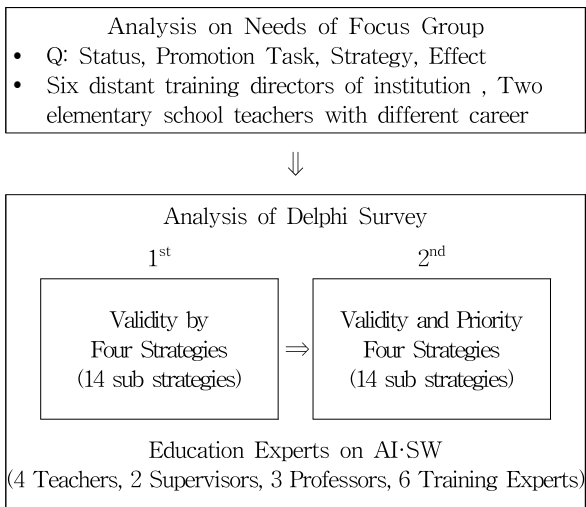 Analysis on Needs of Focus Group
• Q: Status, Promotion Task, Strategy, Effect
• Six distant training directors of institution , Two
elementary school teachers with different career
⇓
Analysis of Delphi Survey
1st
2nd
Validity by
Four Strategies
(14 sub strategies)
⇒
Validity and Priority
Four Strategies
(14 sub strategies)
Education Experts on AI·SW
(4 Teachers, 2 Supervisors, 3 Professors, 6 Training Experts)